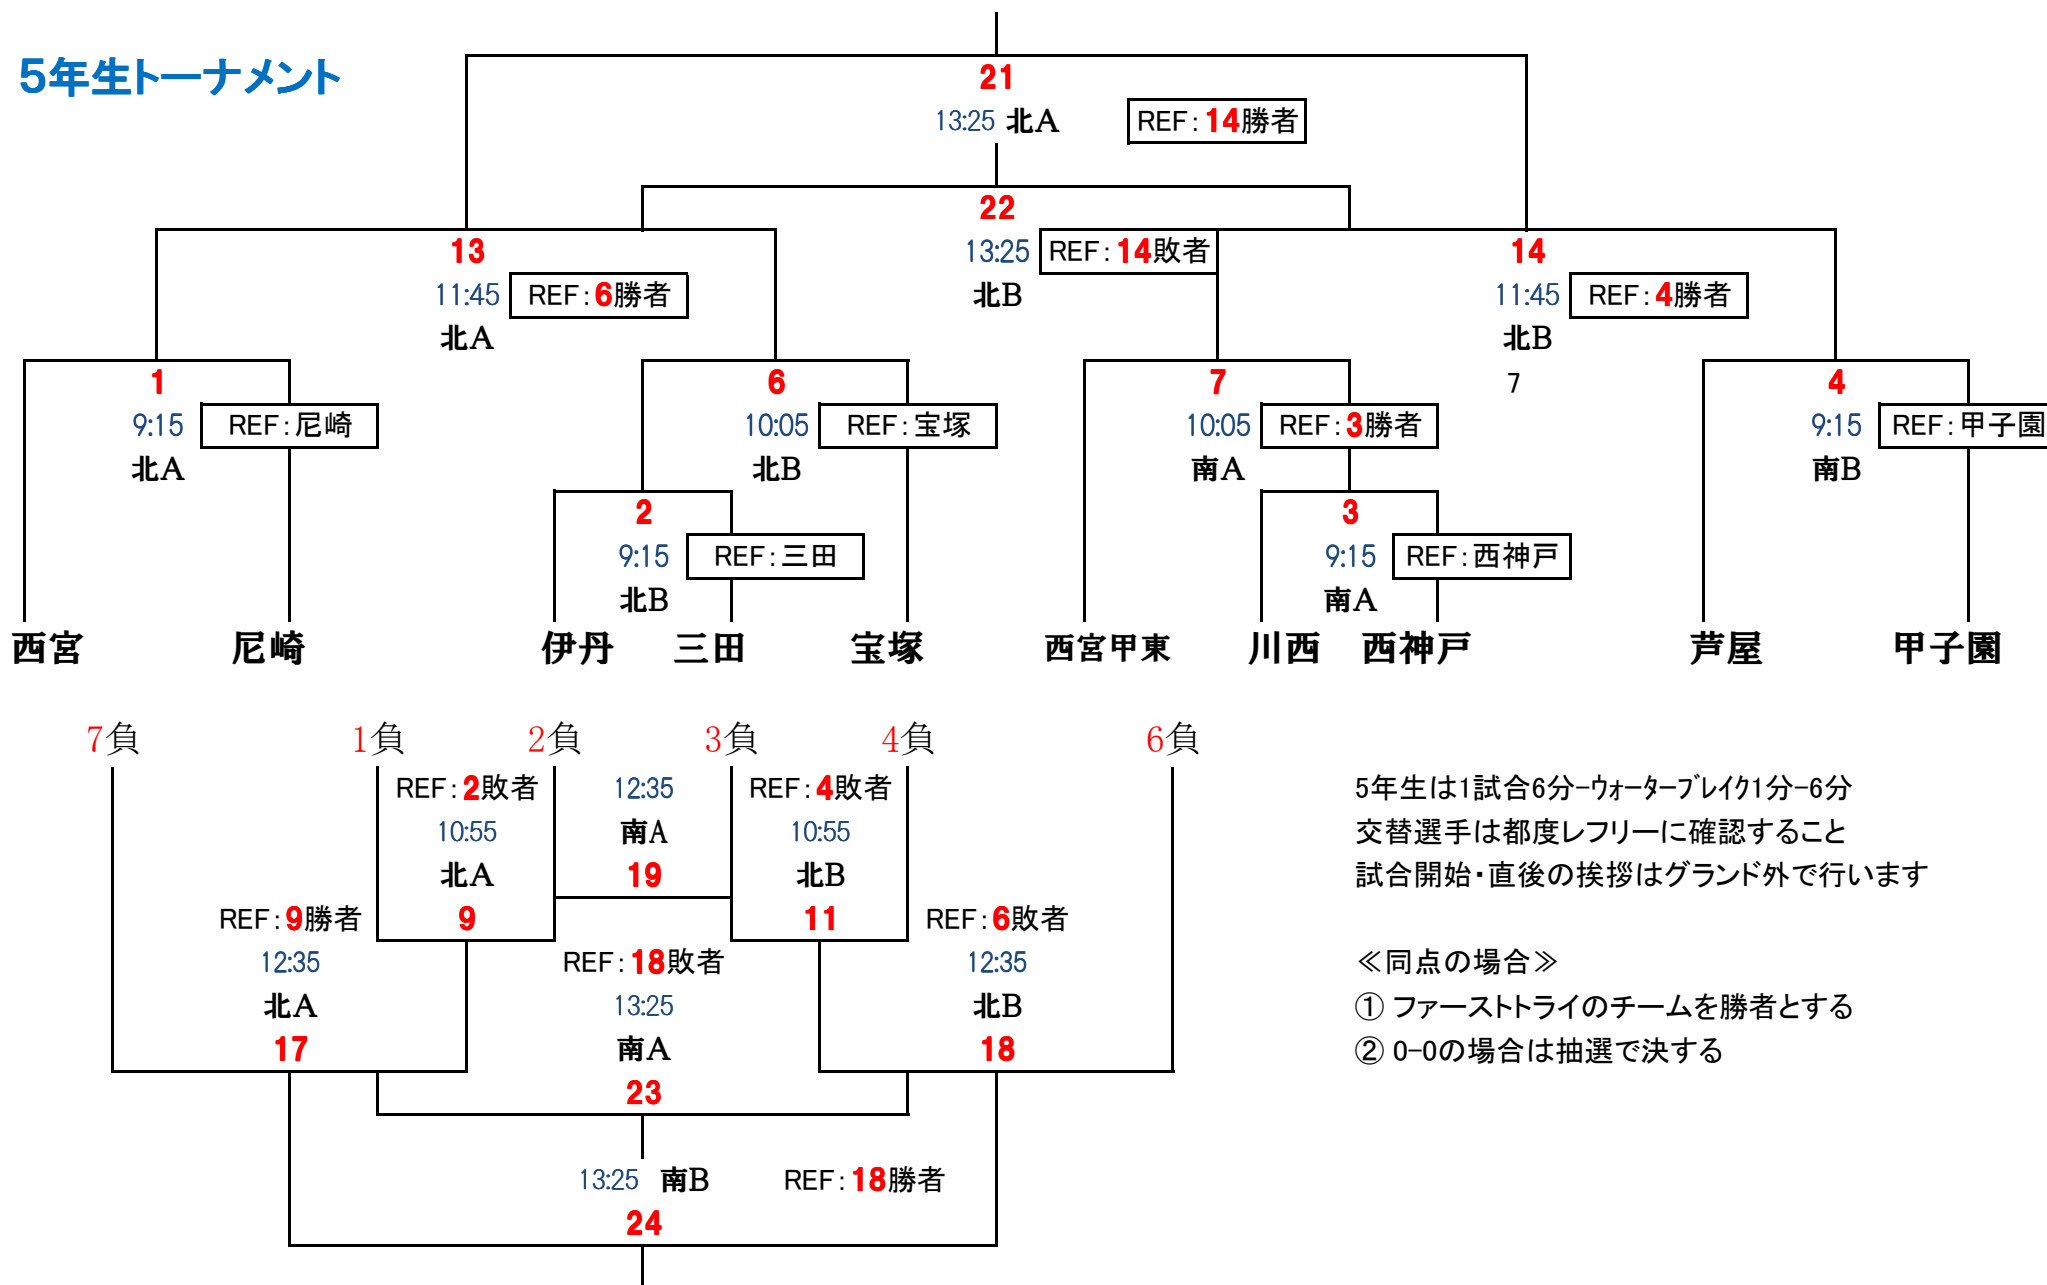 5年生トーナメント
21
13:25 北A REF:14勝者
22
13 13:25 REF:14敗者 14
11:45 REF:6勝者 北B 11:45 REF:4勝者
北A 北B
1 6 7 7 4
9:15 REF:尼崎 10:05 REF:宝塚 10:05 REF:3勝者 9:15 REF:甲子園
北A 北B 南A 南B
2 3
9:15 REF:三田 9:15 REF:西神戸
北B 南A
西宮 尼崎 伊丹 三田 宝塚 西宮甲東 川西 西神戸 芦屋 甲子園
7負 1負 2負 3負 4負 6負
REF:2敗者 12:35 REF:4敗者
10:55 南A 10:55
北A 19 北B
REF:9勝者 9 11 REF:6敗者
12:35 REF:18敗者 12:35
北A 13:25 北B
17 南A 18
23
13:25 南B REF:18勝者
24
5年生は1試合6分-ウォーターブレイク1分-6分
交替選手は都度レフリーに確認すること
試合開始・直後の挨拶はグランド外で行います
≪同点の場合≫
① ファーストトライのチームを勝者とする
② 0-0の場合は抽選で決する